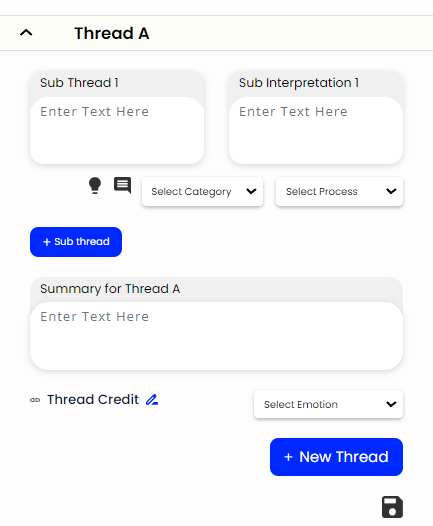 Thread A
Sub Thread 1 Sub Interpretation 1
Enter Text Here Enter Text Here
Select Category Select Process
+ Sub thread
Summary for Thread A
Enter Text Here
Thread Credit Select Emotion
+ New Thread